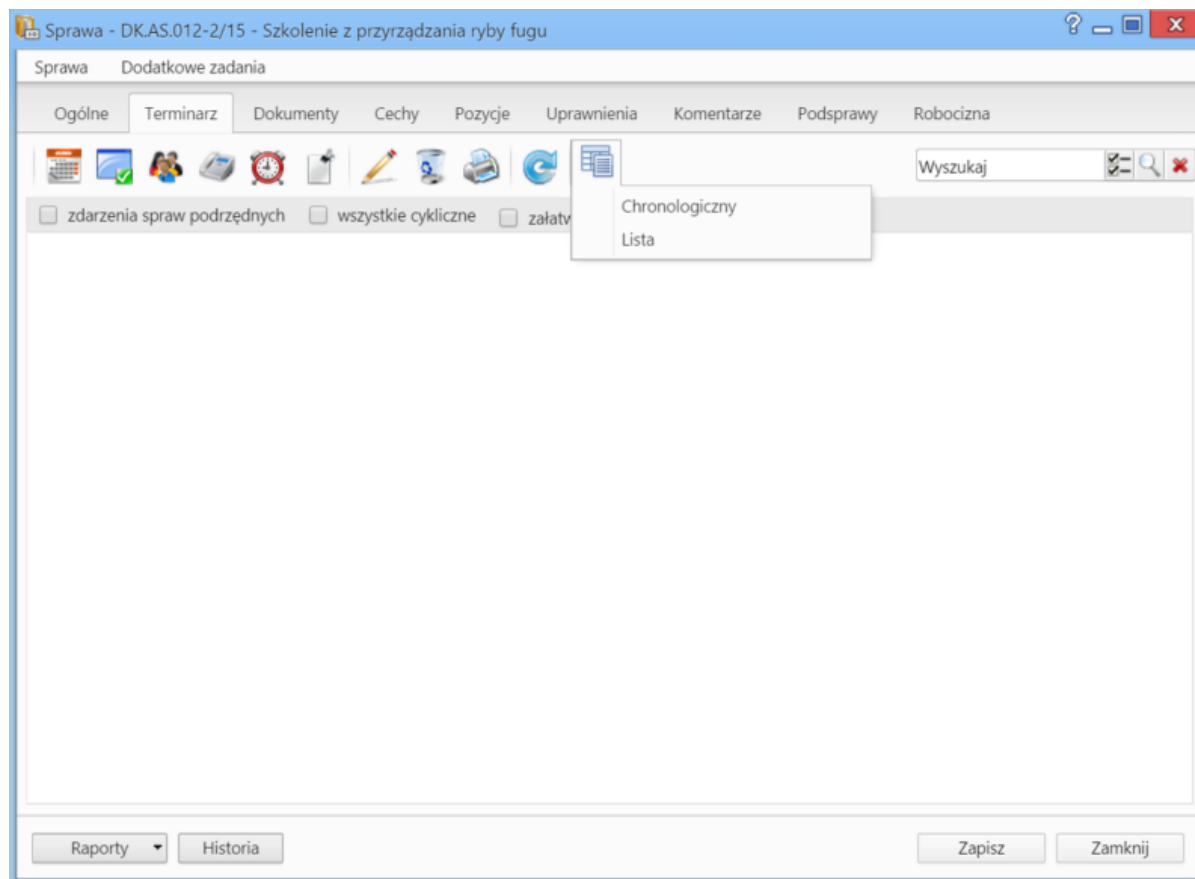 Sprawa - DK.AS.012-2/15 - Szkolenie z przyrządzania ryby fugu
Sprawa Dodatkowe zadania
Ogólne Terminarz Dokumenty Cechy Pozycje Uprawnienia Komentarze Podsprawy Robocizna
Wyszukaj
zdarzenia spraw podrzędnych wszystkie cykliczne
Chronologiczny
Lista
Raporty Historia Zapisz Zamknij